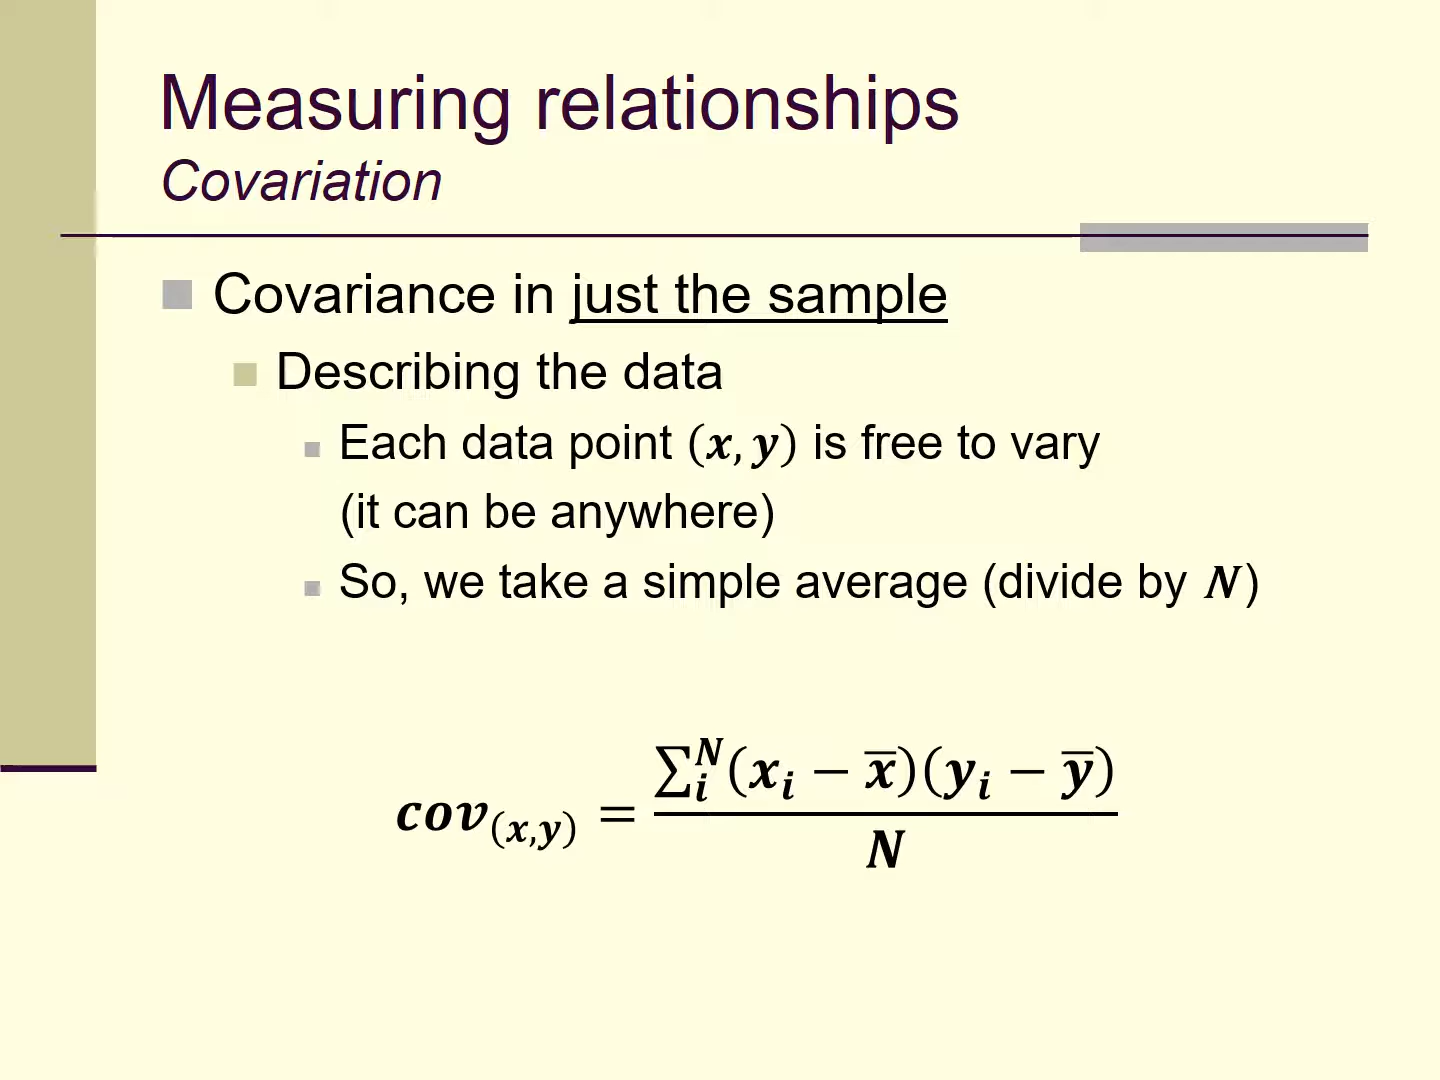 Measuring relationships
Covariation
Covariance in just the sample
Describing the data
Each data point (x, y) is free to vary
(it can be anywhere)
So, we take a simple average (divide by N)
cov₍ₓ,ᵧ₎ = ∑ᵢᴺ(xᵢ − x̅)(yᵢ − y̅) / N